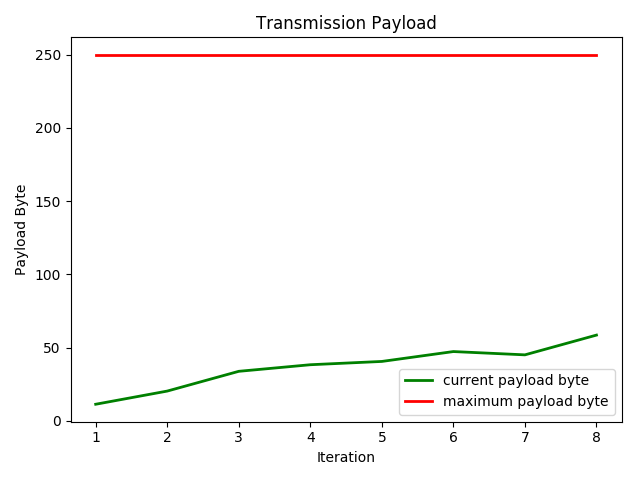 Transmission Payload
Payload Byte
250
200
150
100
50
0
current payload byte
maximum payload byte
1 2 3 4 5 6 7 8
Iteration